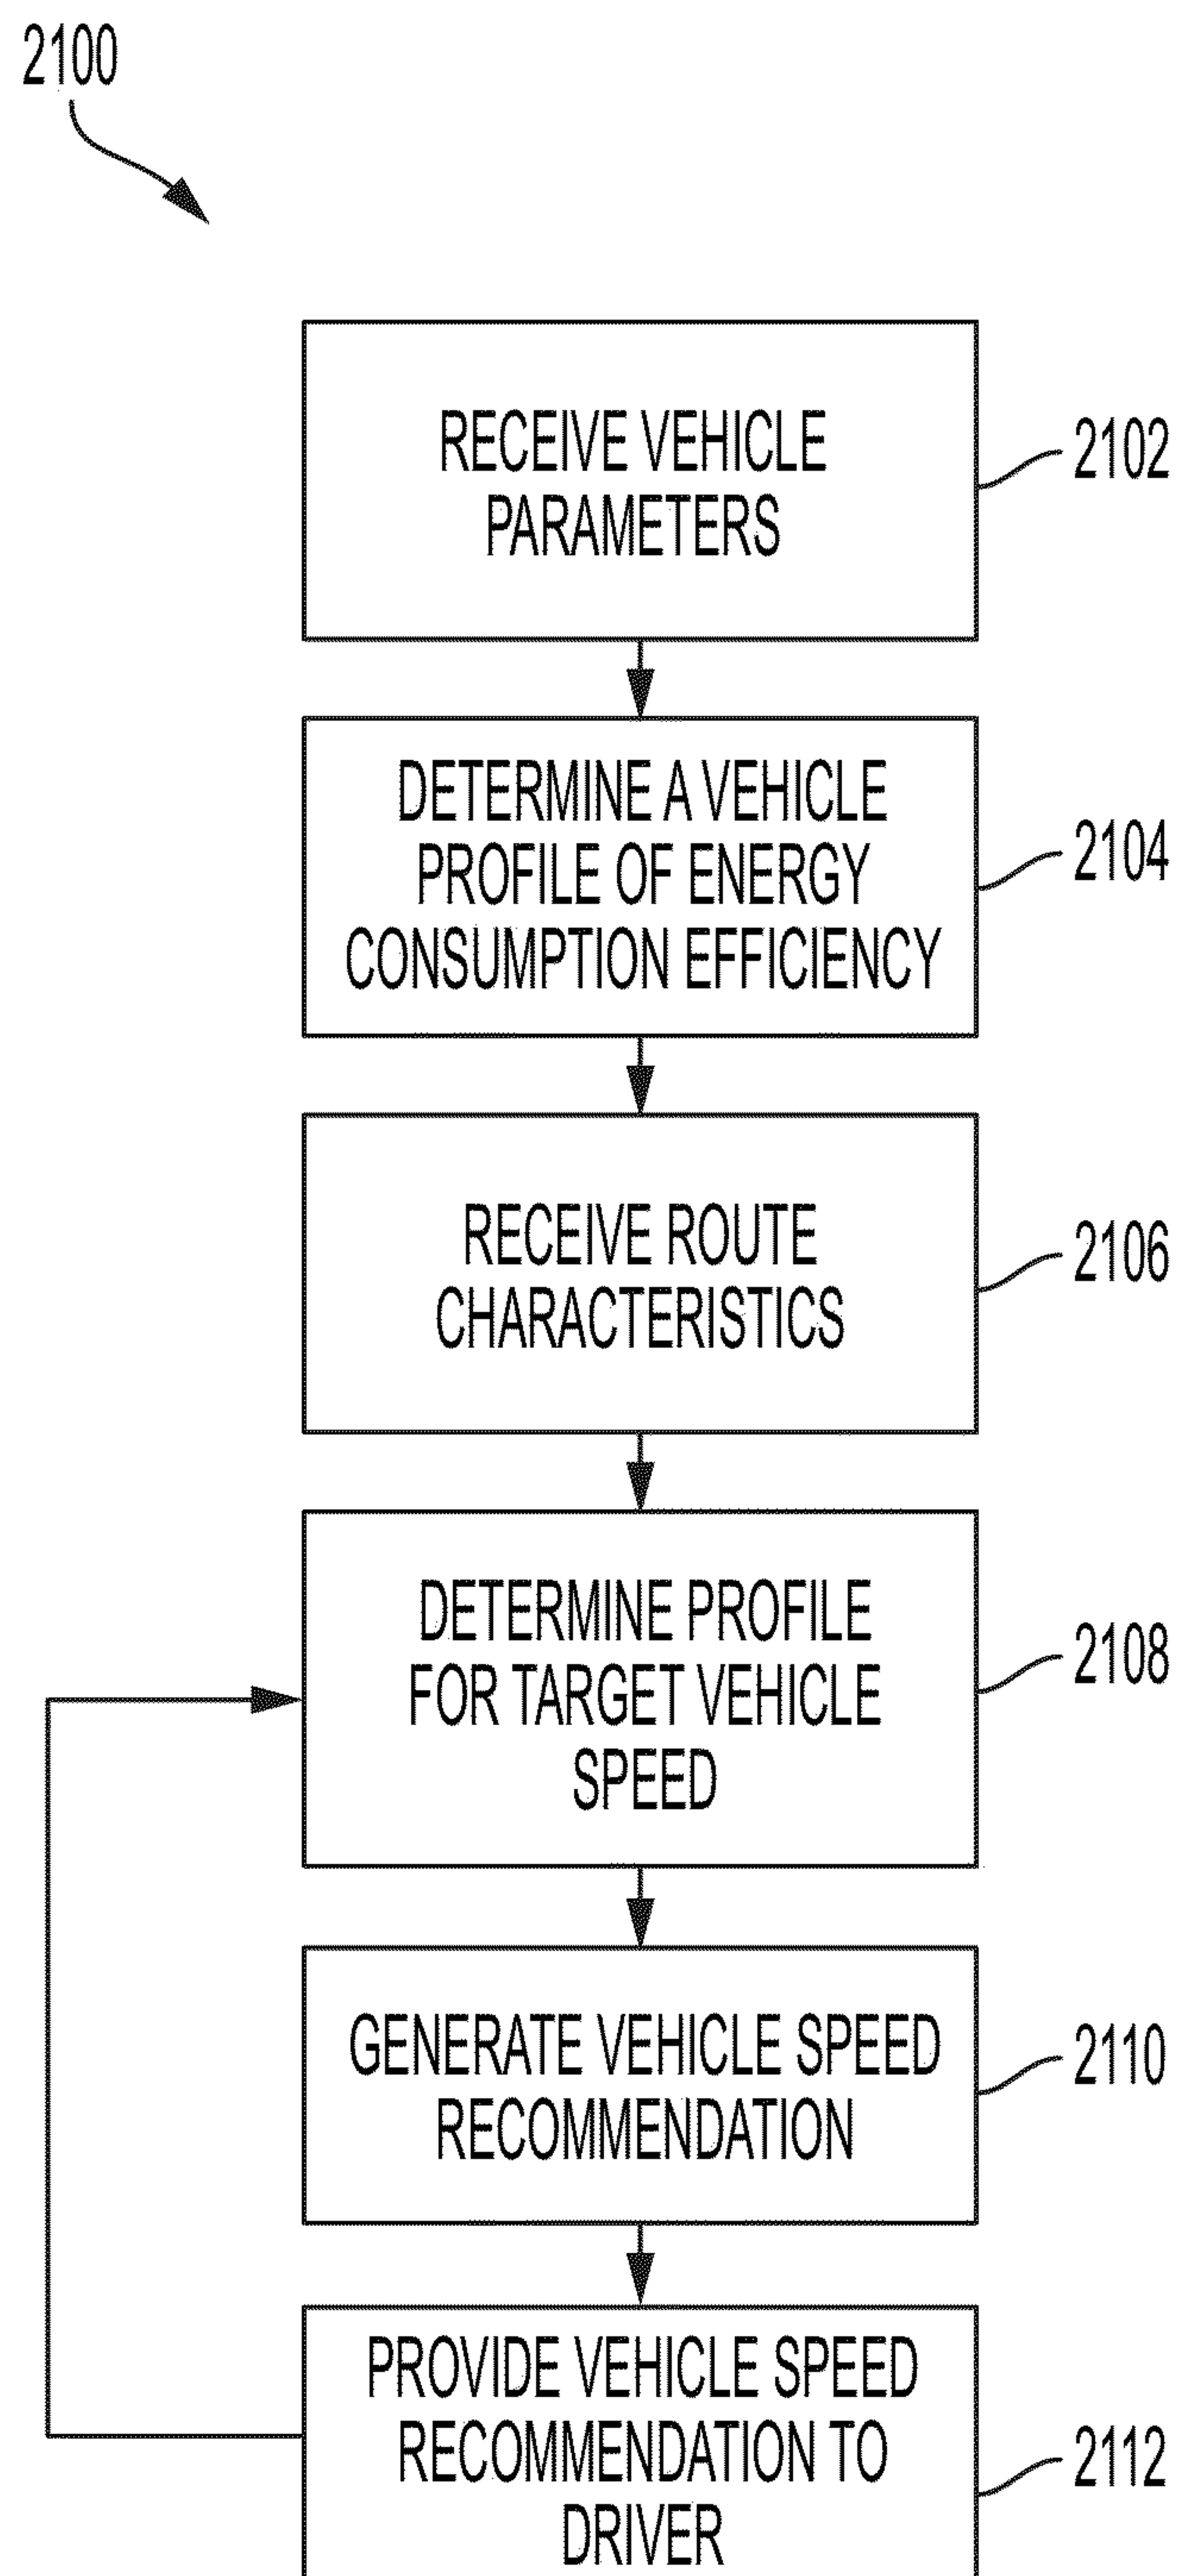 2100
RECEIVE VEHICLE
PARAMETERS
2102
DETERMINE A VEHICLE
PROFILE OF ENERGY
CONSUMPTION EFFICIENCY
2104
RECEIVE ROUTE
CHARACTERISTICS
2106
DETERMINE PROFILE
FOR TARGET VEHICLE
SPEED
2108
GENERATE VEHICLE SPEED
RECOMMENDATION
2110
PROVIDE VEHICLE SPEED
RECOMMENDATION TO
DRIVER
2112